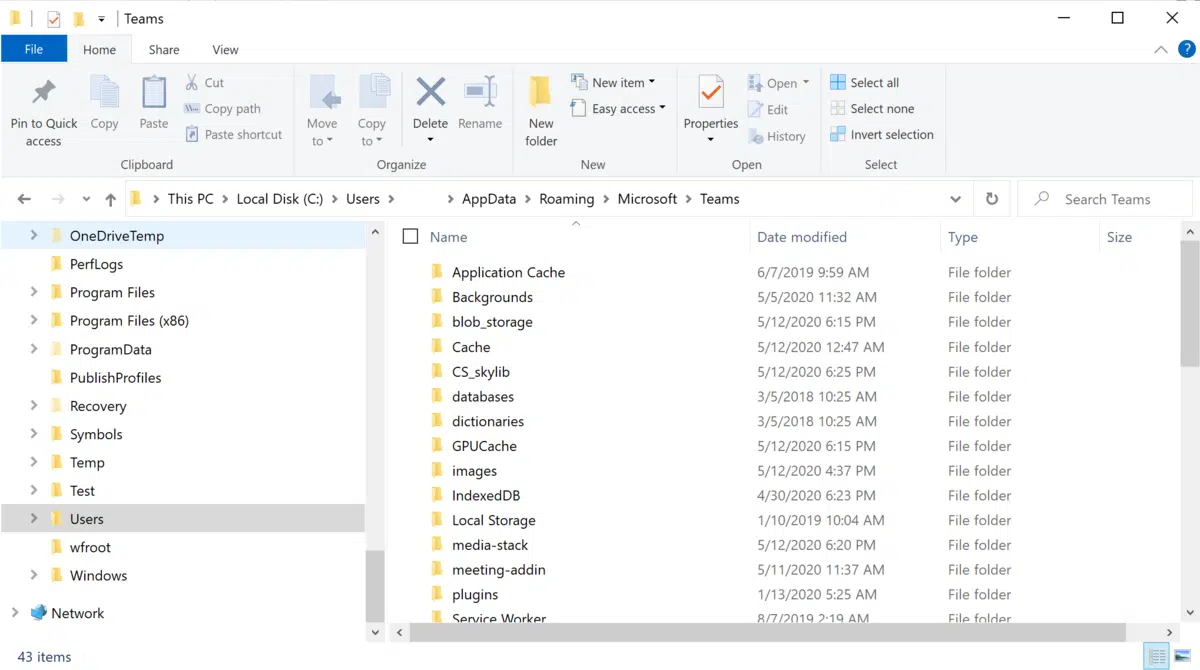 Teams
File Home Share View
Pin to Quick access
Copy
Paste
Cut
Copy path
Paste shortcut
Clipboard
Move to
Copy to
Delete
Rename
Organize
New folder
New item
Easy access
New
Properties
Open
Edit
History
Open
Select all
Select none
Invert selection
Select
This PC Local Disk (C:) Users AppData Roaming Microsoft Teams
Search Teams
OneDriveTemp
PerfLogs
Program Files
Program Files (x86)
ProgramData
PublishProfiles
Recovery
Symbols
Temp
Test
Users
wfroot
Windows
Network
Name Date modified Type Size
Application Cache 6/7/2019 9:59 AM File folder
Backgrounds 5/5/2020 11:32 AM File folder
blob_storage 5/12/2020 6:15 PM File folder
Cache 5/12/2020 12:47 AM File folder
CS_skylib 5/12/2020 6:25 PM File folder
databases 3/5/2018 10:25 AM File folder
dictionaries 3/5/2018 10:25 AM File folder
GPUCache 5/12/2020 6:15 PM File folder
images 5/12/2020 4:37 PM File folder
IndexedDB 4/30/2020 6:23 PM File folder
Local Storage 1/10/2019 10:04 AM File folder
media-stack 5/12/2020 6:20 PM File folder
meeting-addin 5/11/2020 11:37 AM File folder
plugins 1/13/2020 5:25 AM File folder
Service Worker 8/7/2019 2:19 AM File folder
43 items